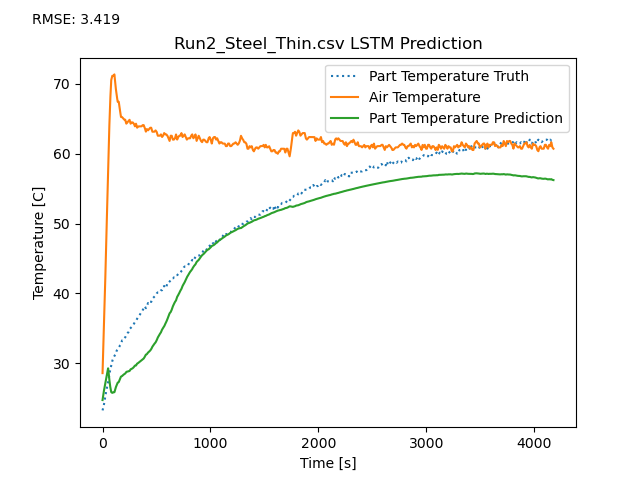 RMSE: 3.419
Run2_Steel_Thin.csv LSTM Prediction
Part Temperature Truth
Air Temperature
Part Temperature Prediction
Temperature [C]
70
60
50
40
30
0 1000 2000 3000 4000
Time [s]